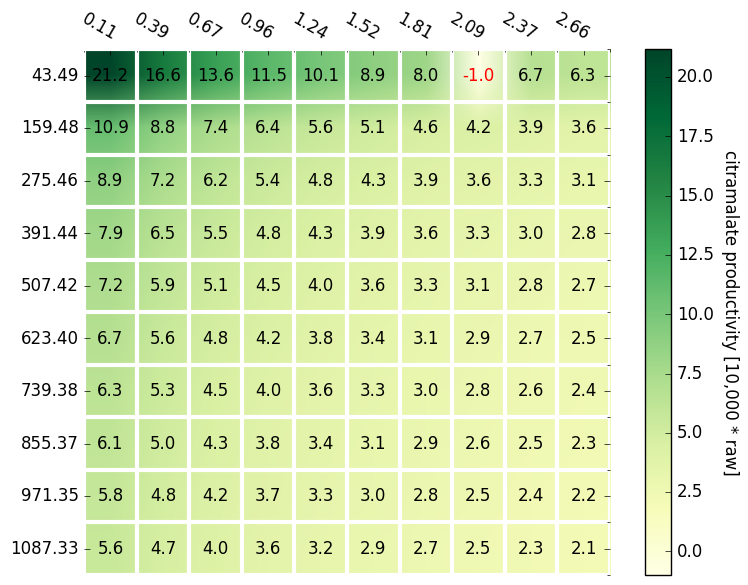 0.11 0.39 0.67 0.96 1.24 1.52 1.81 2.09 2.37 2.66
43.49 21.2 16.6 13.6 11.5 10.1 8.9 8.0 -1.0 6.7 6.3
159.48 10.9 8.8 7.4 6.4 5.6 5.1 4.6 4.2 3.9 3.6
275.46 8.9 7.2 6.2 5.4 4.8 4.3 3.9 3.6 3.3 3.1
391.44 7.9 6.5 5.5 4.8 4.3 3.9 3.6 3.3 3.0 2.8
507.42 7.2 5.9 5.1 4.5 4.0 3.6 3.3 3.1 2.8 2.7
623.40 6.7 5.6 4.8 4.2 3.8 3.4 3.1 2.9 2.7 2.5
739.38 6.3 5.3 4.5 4.0 3.6 3.3 3.0 2.8 2.6 2.4
855.37 6.1 5.0 4.3 3.8 3.4 3.1 2.9 2.6 2.5 2.3
971.35 5.8 4.8 4.2 3.7 3.3 3.0 2.8 2.5 2.4 2.2
1087.33 5.6 4.7 4.0 3.6 3.2 2.9 2.7 2.5 2.3 2.1
20.0
17.5
15.0
12.5
10.0
7.5
5.0
2.5
0.0
citramalate productivity [10,000 * raw]